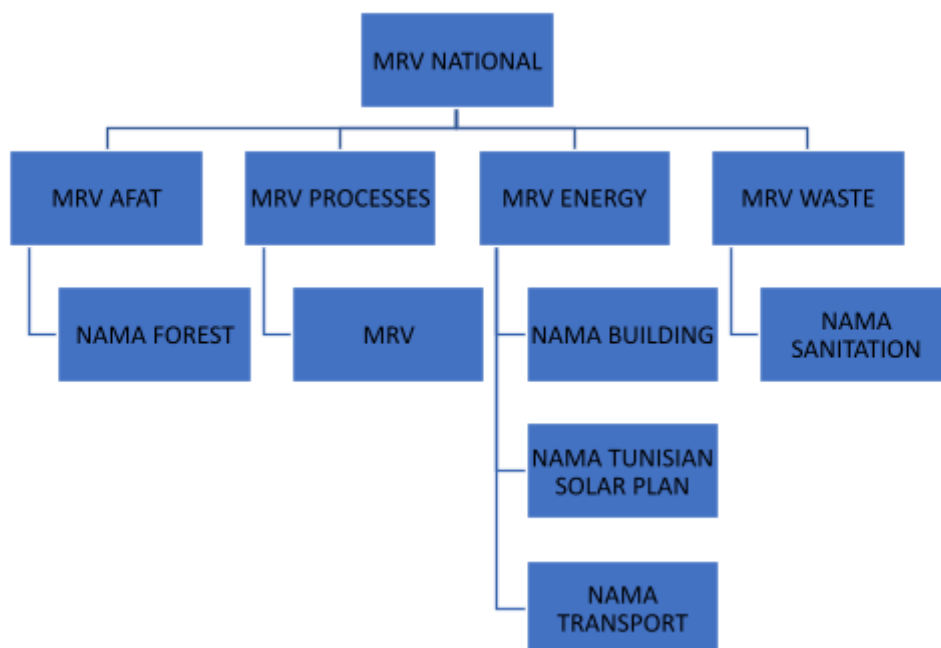 MRV NATIONAL
MRV AFAT
MRV PROCESSES
MRV ENERGY
MRV WASTE
NAMA FOREST
MRV
NAMA BUILDING
NAMA
SANITATION
NAMA TUNISIAN
SOLAR PLAN
NAMA
TRANSPORT